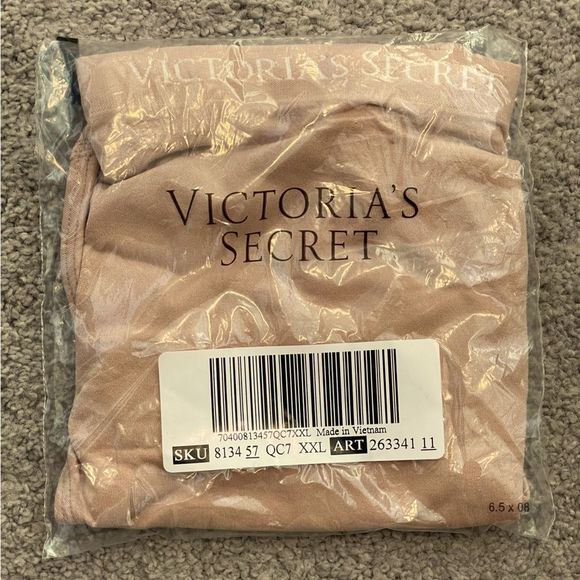 VICTORIA'S SECRET
VICTORIA'S
SECRET
70400813457QC7XXL Made in Vietnam
SKU 8134 57 QC7 XXL ART 263341 11
6.5 x 08